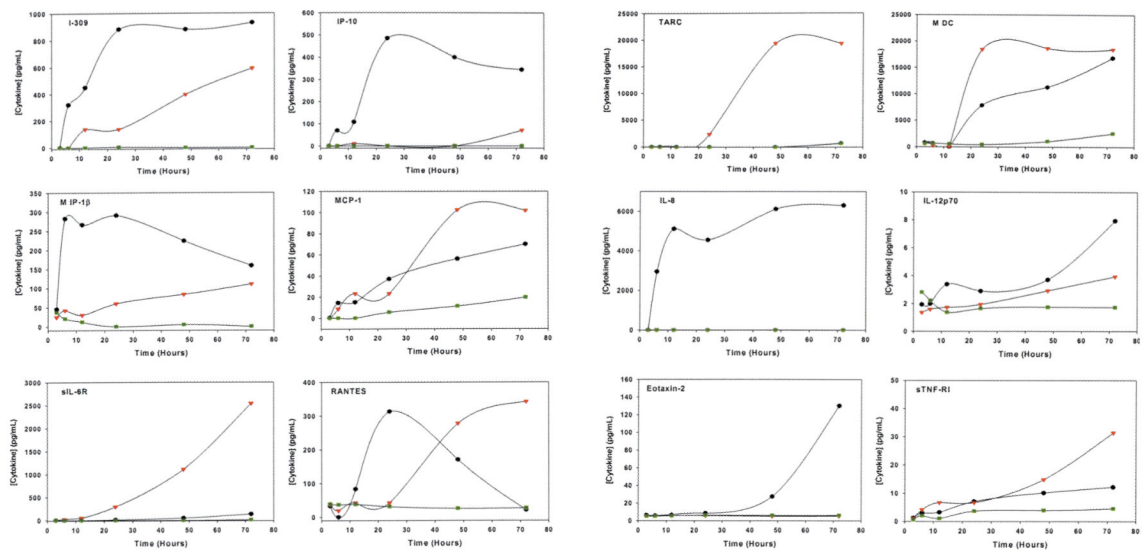 I-309
[Cytokine] (pg/mL)
1000
800
600
400
200
0
0 10 20 30 40 50 60 70 80
Time (Hours)
IP-10
[Cytokine] (pg/mL)
600
500
400
300
200
100
0
0 10 20 30 40 50 60 70 80
Time (Hours)
TARC
[Cytokine] (pg/mL)
25000
20000
15000
10000
5000
0
0 10 20 30 40 50 60 70 80
Time (Hours)
M DC
[Cytokine] (pg/mL)
25000
20000
15000
10000
5000
0
0 10 20 30 40 50 60 70 80
Time (Hours)
M IP-1β
[Cytokine] (pg/mL)
350
300
250
200
150
100
50
0
0 10 20 30 40 50 60 70 80
Time (Hours)
MCP-1
[Cytokine] (pg/mL)
120
100
80
60
40
20
0
0 10 20 30 40 50 60 70 80
Time (Hours)
IL-8
[Cytokine] (pg/mL)
6000
4000
2000
0
0 10 20 30 40 50 60 70 80
Time (Hours)
IL-12p70
[Cytokine] (pg/mL)
10
8
6
4
2
0
0 10 20 30 40 50 60 70 80
Time (Hours)
sIL-6R
[Cytokine] (pg/mL)
3000
2500
2000
1500
1000
500
0
0 10 20 30 40 50 60 70 80
Time (Hours)
RANTES
[Cytokine] (pg/mL)
400
300
200
100
0
0 10 20 30 40 50 60 70 80
Time (Hours)
Eotaxin-2
[Cytokine] (pg/mL)
160
140
120
100
80
60
40
20
0
0 10 20 30 40 50 60 70 80
Time (Hours)
sTNF-RI
[Cytokine] (pg/mL)
50
40
30
20
10
0
0 10 20 30 40 50 60 70 80
Time (Hours)